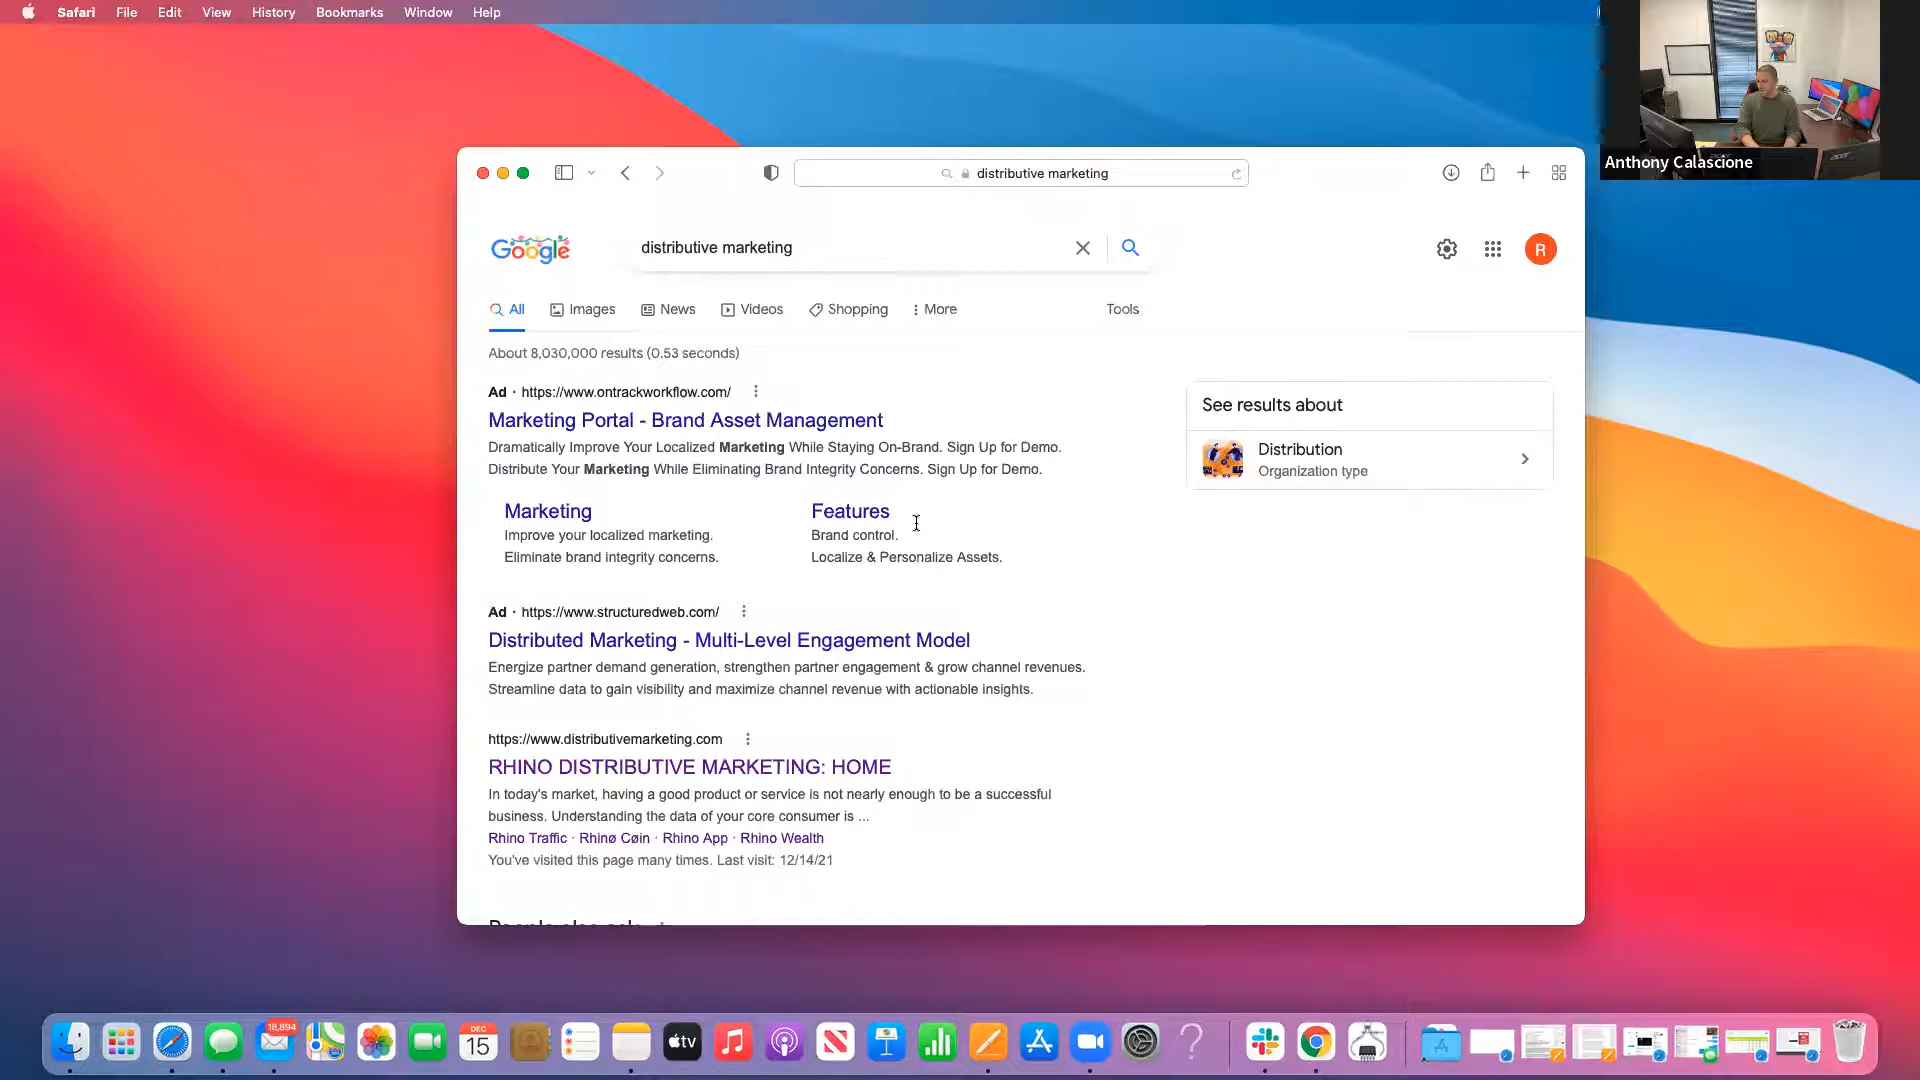 Safari File Edit View History Bookmarks Window Help
Anthony Calascione
distributive marketing
Google
distributive marketing
R
All Images News Videos Shopping More Tools
About 8,030,000 results (0.53 seconds)
Ad · https://www.ontrackworkflow.com/
Marketing Portal - Brand Asset Management
Dramatically Improve Your Localized Marketing While Staying On-Brand. Sign Up for Demo.
Distribute Your Marketing While Eliminating Brand Integrity Concerns. Sign Up for Demo.
Marketing
Improve your localized marketing.
Eliminate brand integrity concerns.
Features
Brand control.
Localize & Personalize Assets.
See results about
Distribution
Organization type
Ad · https://www.structuredweb.com/
Distributed Marketing - Multi-Level Engagement Model
Energize partner demand generation, strengthen partner engagement & grow channel revenues.
Streamline data to gain visibility and maximize channel revenue with actionable insights.
https://www.distributivemarketing.com
RHINO DISTRIBUTIVE MARKETING: HOME
In today's market, having a good product or service is not nearly enough to be a successful
business. Understanding the data of your core consumer is ...
Rhino Traffic · Rhinø Cøin · Rhino App · Rhino Wealth
You've visited this page many times. Last visit: 12/14/21
People also ask
18,894
DEC
15
tv